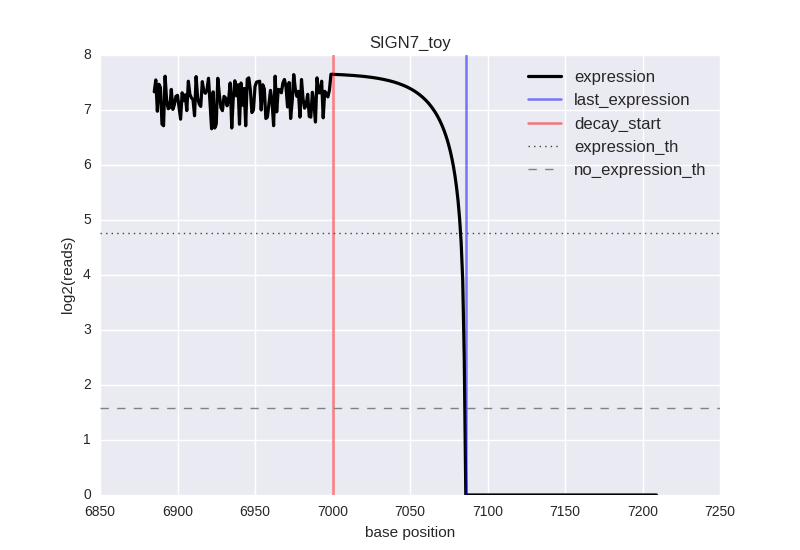 SIGN7_toy
8
7
6
5
4
3
2
1
0
log2(reads)
expression
last_expression
decay_start
expression_th
no_expression_th
6850 6900 6950 7000 7050 7100 7150 7200 7250
base position